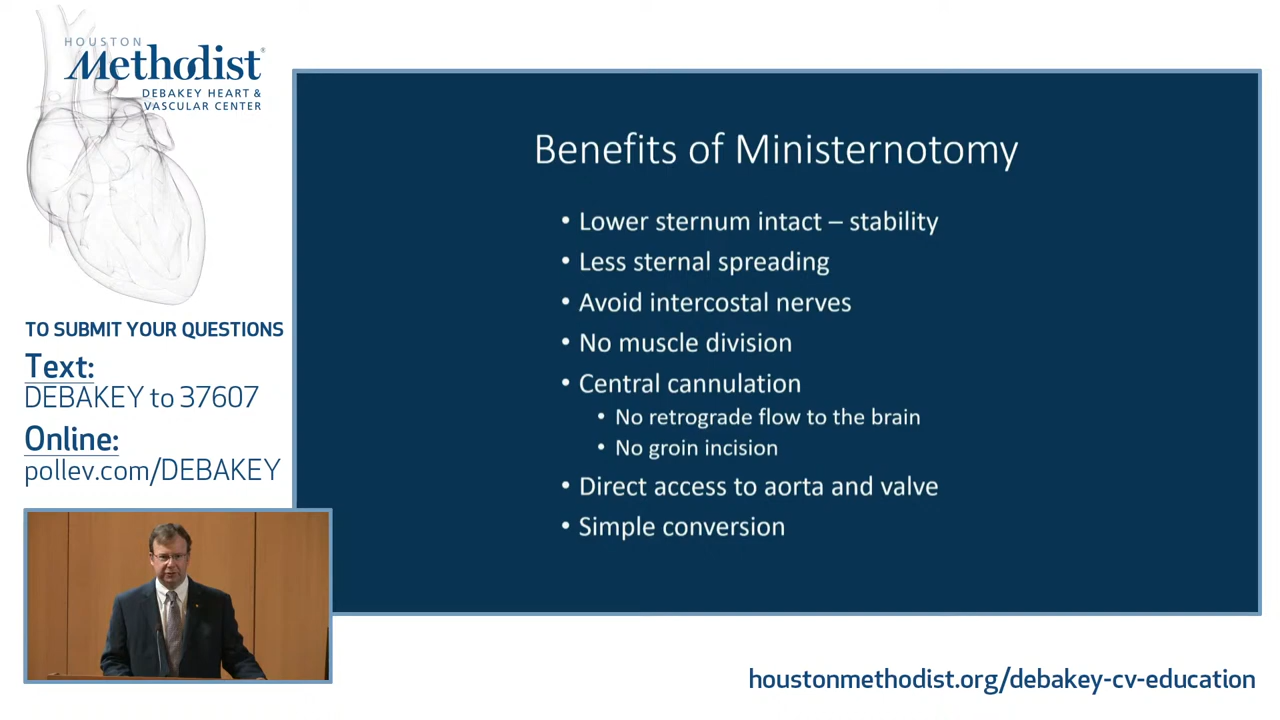 HOUSTON
Methodist®
DEBAKEY HEART &
VASCULAR CENTER
TO SUBMIT YOUR QUESTIONS
Text:
DEBAKEY to 37607
Online:
pollev.com/DEBAKEY
Benefits of Ministernotomy
• Lower sternum intact – stability
• Less sternal spreading
• Avoid intercostal nerves
• No muscle division
• Central cannulation
• No retrograde flow to the brain
• No groin incision
• Direct access to aorta and valve
• Simple conversion
houstonmethodist.org/debakey-cv-education